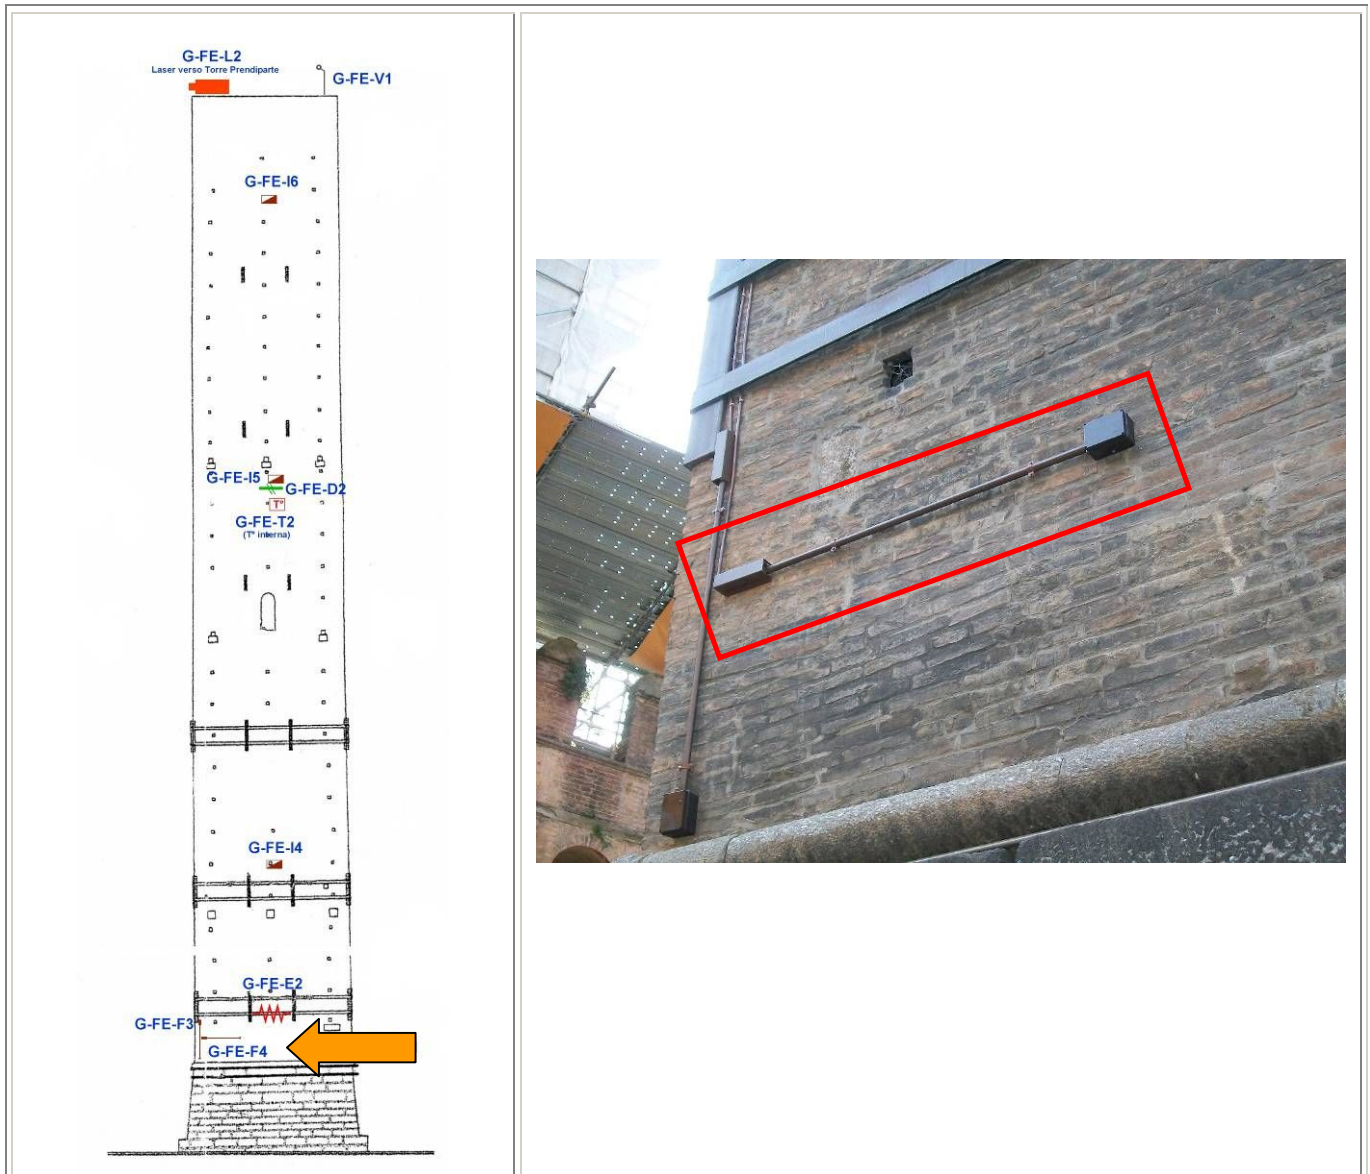 G-FE-L2
Laser verso Torre Prendiparte
G-FE-V1
G-FE-I6
G-FE-I5
G-FE-D2
T°
G-FE-T2
(T° interna)
G-FE-I4
G-FE-E2
G-FE-F3
G-FE-F4